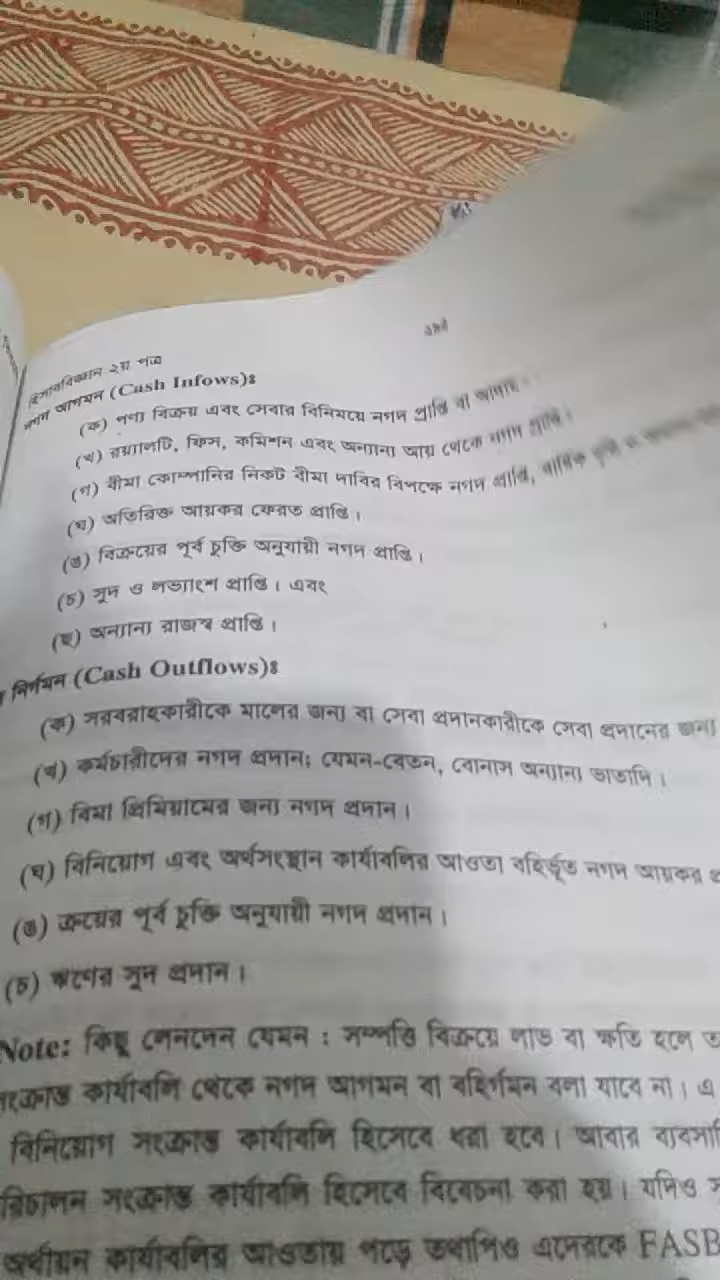 হিসাববিজ্ঞান ২য় পত্র
নগদ আগমন (Cash Infows)ঃ
(ক) পণ্য বিক্রয় এবং সেবার বিনিময়ে নগদ প্রাপ্তি বা আদায়।
(খ) রয়্যালটি, ফিস, কমিশন এবং অন্যান্য আয় থেকে নগদ প্রাপ্তি।
(গ) বীমা কোম্পানির নিকট বীমা দাবির বিপক্ষে নগদ প্রাপ্তি, বার্ষিক
(ঘ) অতিরিক্ত আয়কর ফেরত প্রাপ্তি।
(ঙ) বিক্রয়ের পূর্ব চুক্তি অনুযায়ী নগদ প্রাপ্তি।
(চ) সুদ ও লভ্যাংশ প্রাপ্তি। এবং
(ছ) অন্যান্য রাজস্ব প্রাপ্তি।
নির্গমন (Cash Outflows)ঃ
(ক) সরবরাহকারীকে মালের জন্য বা সেবা প্রদানকারীকে সেবা প্রদানের জন্য
(খ) কর্মচারীদের নগদ প্রদান; যেমন-বেতন, বোনাস অন্যান্য ভাতাদি।
(গ) বিমা প্রিমিয়ামের জন্য নগদ প্রদান।
(ঘ) বিনিয়োগ এবং অর্থসংস্থান কার্যাবলির আওতা বহির্ভূত নগদ আয়কর
(ঙ) ক্রয়ের পূর্ব চুক্তি অনুযায়ী নগদ প্রদান।
(চ) ঋণের সুদ প্রদান।
Note: কিছু লেনদেন যেমন : সম্পত্তি বিক্রয়ে লাভ বা ক্ষতি হলে ত
সংক্রান্ত কার্যাবলি থেকে নগদ আগমন বা বহির্গমন বলা যাবে না। এ
বিনিয়োগ সংক্রান্ত কার্যাবলি হিসেবে ধরা হবে। আবার ব্যবসা
রিচালন সংক্রান্ত কার্যাবলি হিসেবে বিবেচনা করা হয়। যদিও
অর্থায়ন কার্যাবলির আওতায় পড়ে তথাপিও এদেরকে FASB